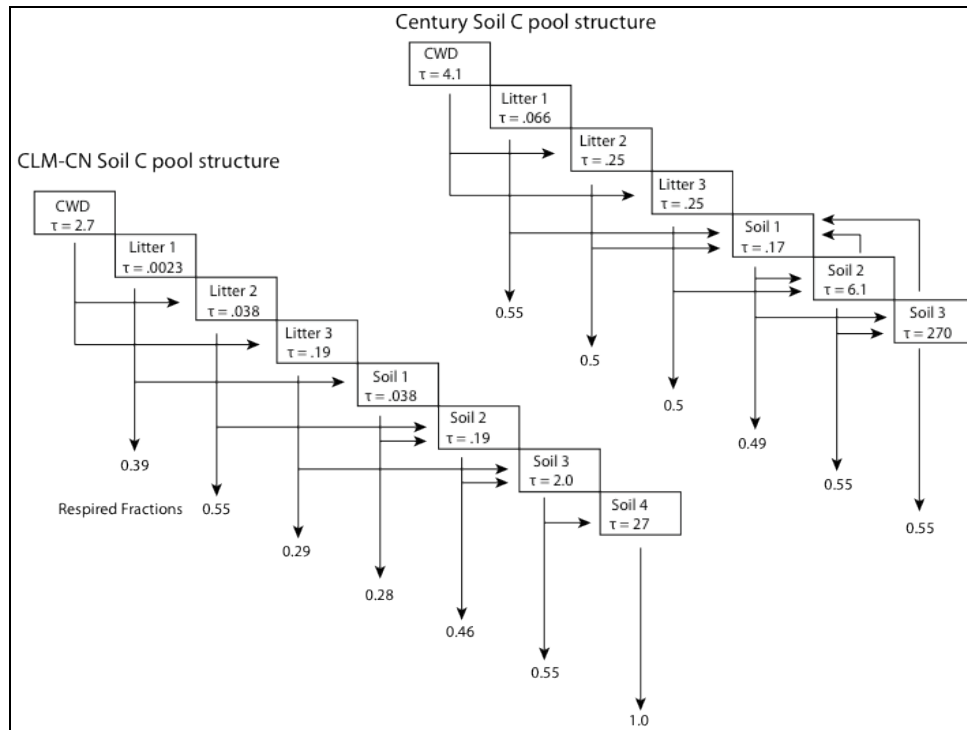 Century Soil C pool structure
CWD
τ = 4.1
Litter 1
τ = .066
Litter 2
τ = .25
Litter 3
τ = .25
Soil 1
τ = .17
Soil 2
τ = 6.1
Soil 3
τ = 270
0.55
0.5
0.5
0.49
0.55
0.55
CLM-CN Soil C pool structure
CWD
τ = 2.7
Litter 1
τ = .0023
Litter 2
τ = .038
Litter 3
τ = .19
Soil 1
τ = .038
Soil 2
τ = .19
Soil 3
τ = 2.0
Soil 4
τ = 27
0.39
Respired Fractions
0.55
0.29
0.28
0.46
0.55
1.0